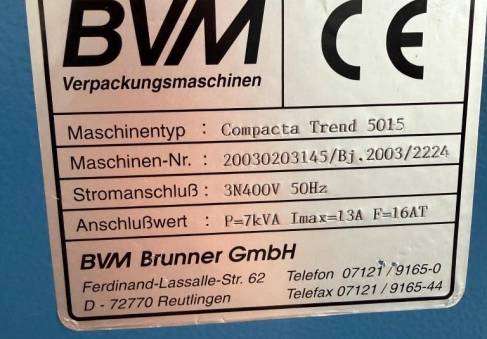 BVM
Verpackungsmaschinen
CE
Maschinentyp : Compacta Trend 5015
Maschinen-Nr. : 20030203145/Bj.2003/2224
Stromanschluß : 3N400V 50Hz
Anschlußwert : P=7kVA Imax=13A F=16AT
BVM Brunner GmbH
Ferdinand-Lassalle-Str. 62
D - 72770 Reutlingen
Telefon 07121 / 9165-0
Telefax 07121 / 9165-44